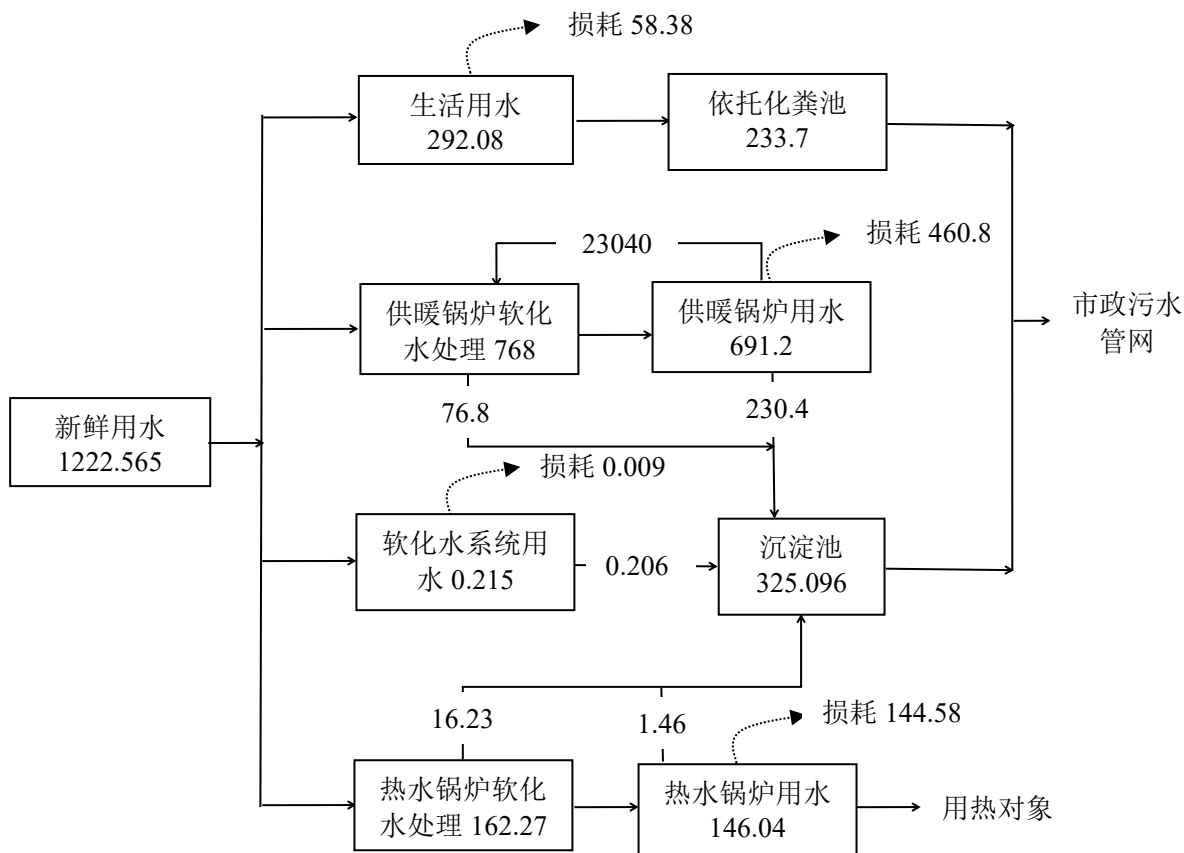 损耗 58.38
生活用水
292.08
依托化粪池
233.7
23040
损耗 460.8
供暖锅炉软化
水处理 768
供暖锅炉用水
691.2
市政污水
管网
76.8
230.4
新鲜用水
1222.565
损耗 0.009
软化水系统用
水 0.215
0.206
沉淀池
325.096
16.23
1.46
损耗 144.58
热水锅炉软化
水处理 162.27
热水锅炉用水
146.04
用热对象